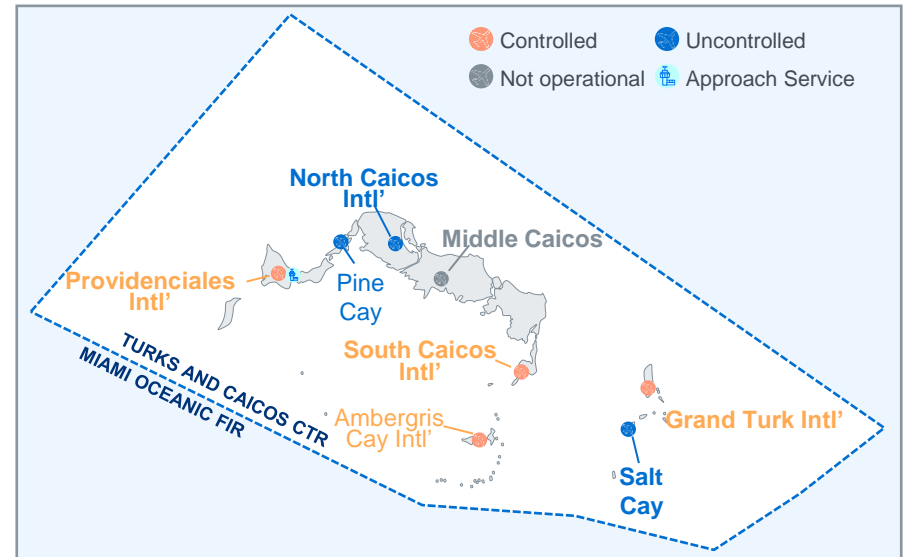 Controlled
Uncontrolled
Not operational
Approach Service
North Caicos
Intl’
Middle Caicos
Providenciales
Intl’
Pine
Cay
TURKS AND CAICOS CTR
MIAMI OCEANIC FIR
South Caicos
Intl’
Ambergris
Cay Intl’
Grand Turk Intl’
Salt
Cay